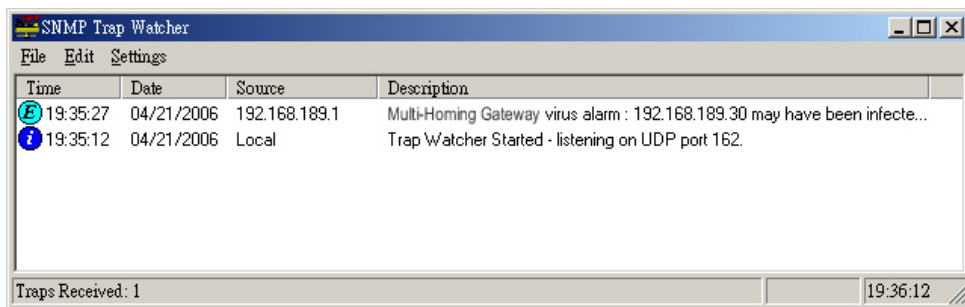 SNMP Trap Watcher
File Edit Settings
Time Date Source Description
E 19:35:27 04/21/2006 192.168.189.1 Multi-Homing Gateway virus alarm : 192.168.189.30 may have been infecte...
i 19:35:12 04/21/2006 Local Trap Watcher Started - listening on UDP port 162.
Traps Received: 1 19:36:12